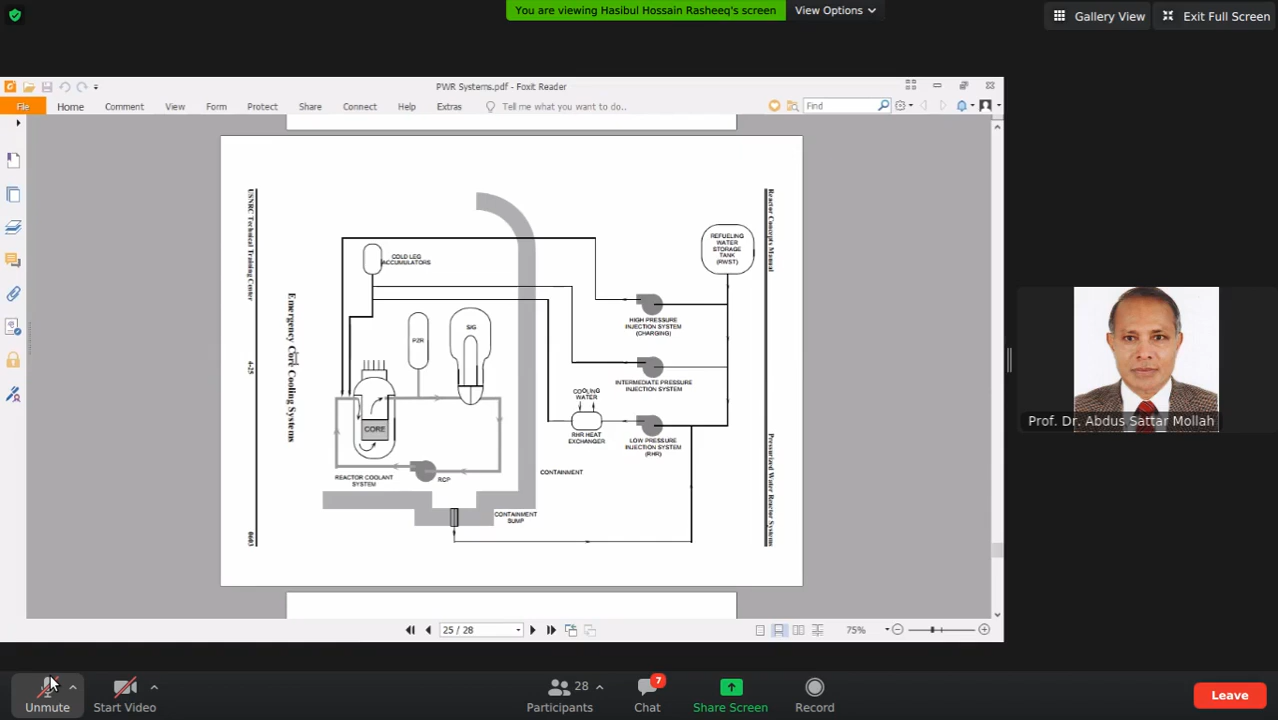 You are viewing Hasibul Hossain Rasheeq's screen
View Options
Gallery View
Exit Full Screen
PWR Systems.pdf - Foxit Reader
File
Home
Comment
View
Form
Protect
Share
Connect
Help
Extras
Tell me what you want to do..
Find
USNRC Technical Training Center
4-25
0603
Emergency Core Cooling Systems
COLD LEG
ACCUMULATORS
PZR
S/G
CORE
REACTOR COOLANT
SYSTEM
RCP
CONTAINMENT
SUMP
CONTAINMENT
COOLING
WATER
RHR HEAT
EXCHANGER
REFUELING
WATER
STORAGE
TANK
(RWST)
HIGH PRESSURE
INJECTION SYSTEM
(CHARGING)
INTERMEDIATE PRESSURE
INJECTION SYSTEM
LOW PRESSURE
INJECTION SYSTEM
(RHR)
Reactor Concepts Manual
Pressurized Water Reactor Systems
25 / 28
75%
Prof. Dr. Abdus Sattar Mollah
Unmute
Start Video
28
Participants
7
Chat
Share Screen
Record
Leave